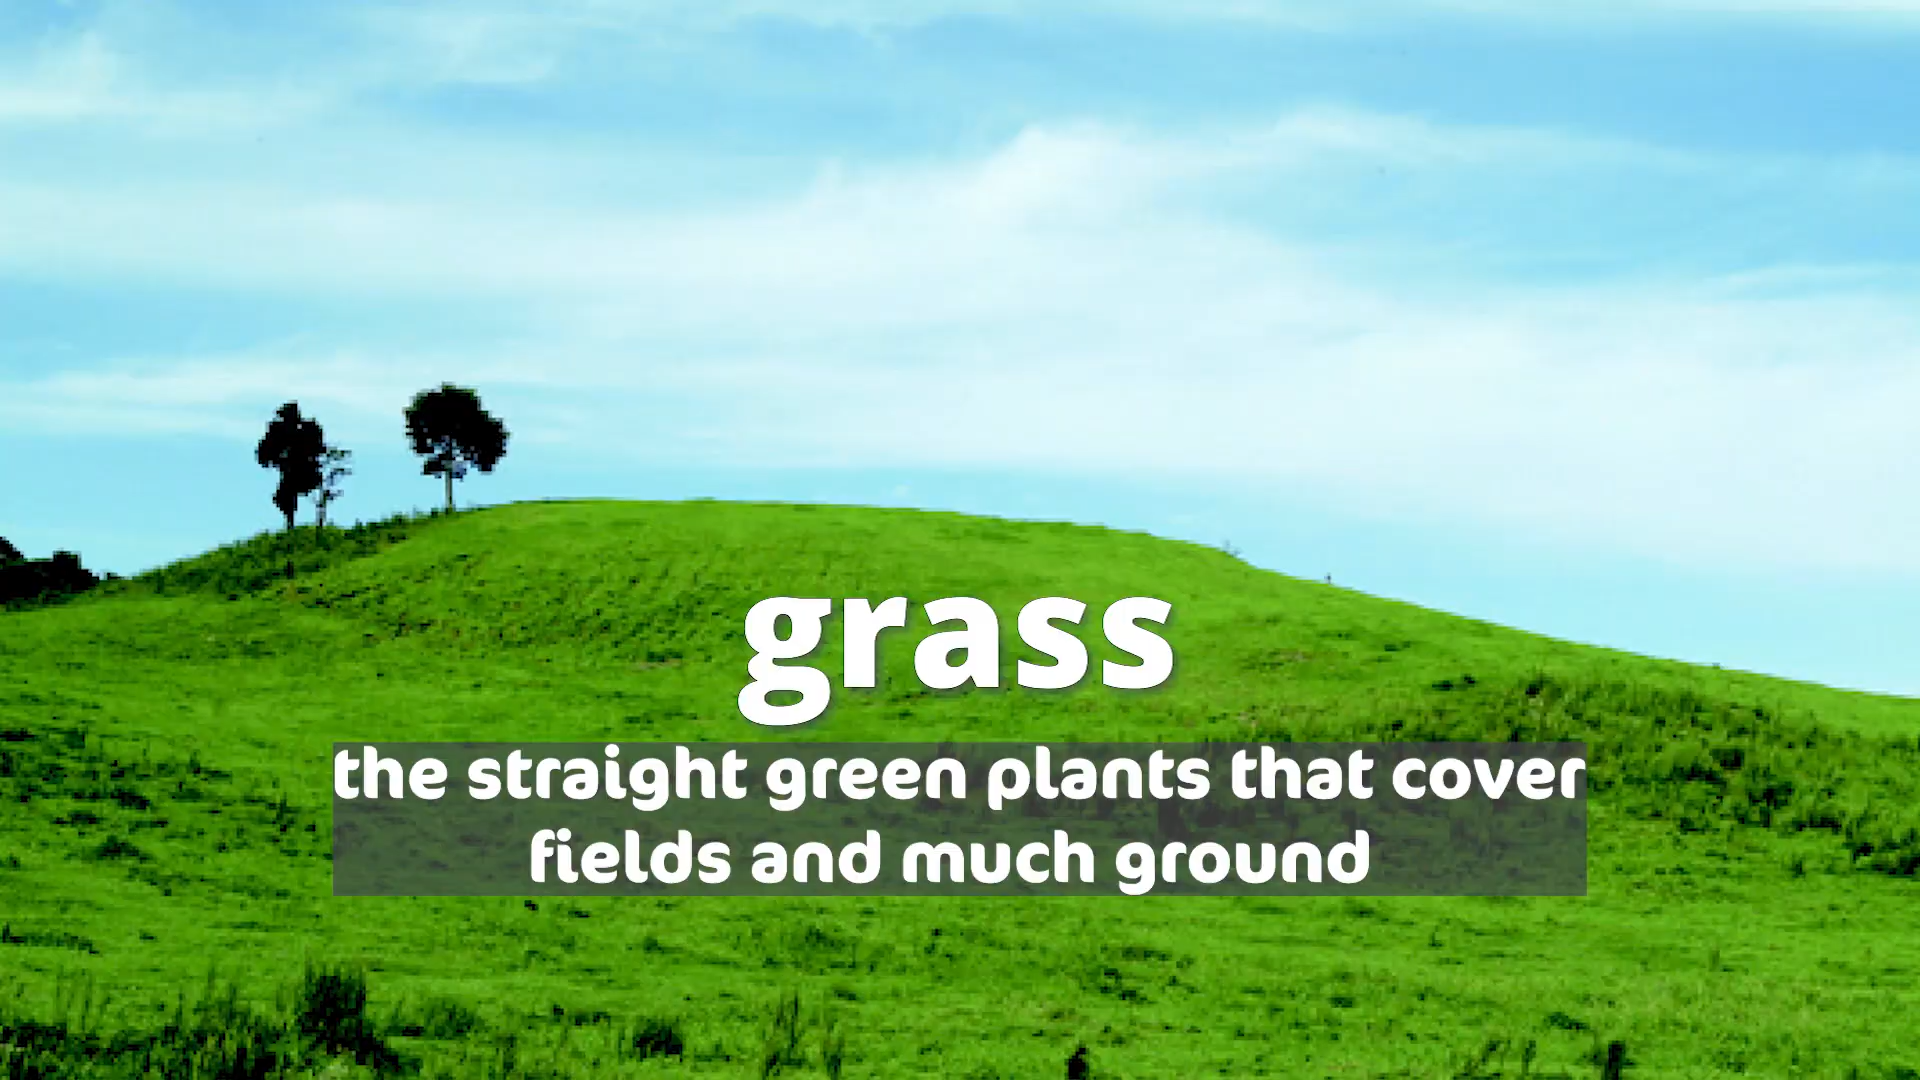 grass
the straight green plants that cover
fields and much ground